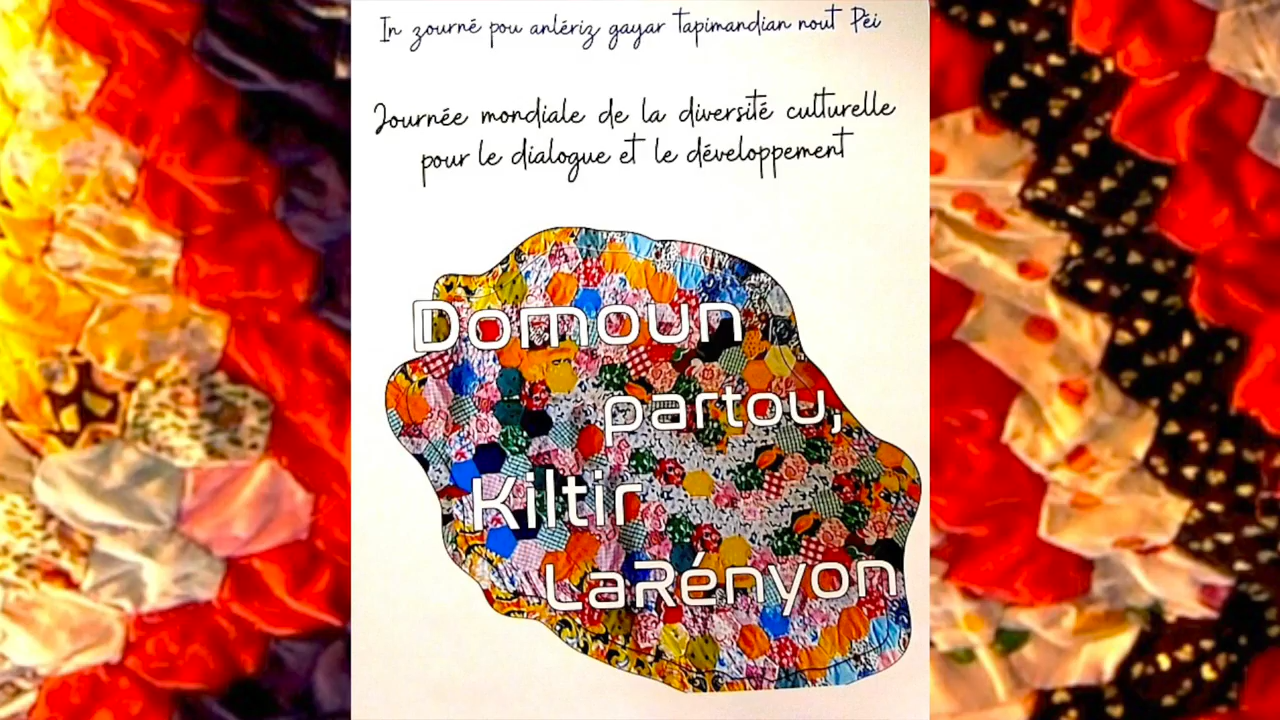 In zourné pou anlériz gayar tapimandian nout Péi
Journée mondiale de la diversité culturelle
pour le dialogue et le développement
Domoun
partou,
Kiltir
LaRényon